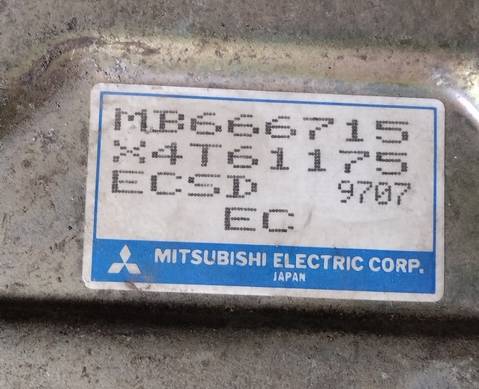 MB666715
X4T61175
ECSD 9707
EC
MITSUBISHI ELECTRIC CORP.
JAPAN